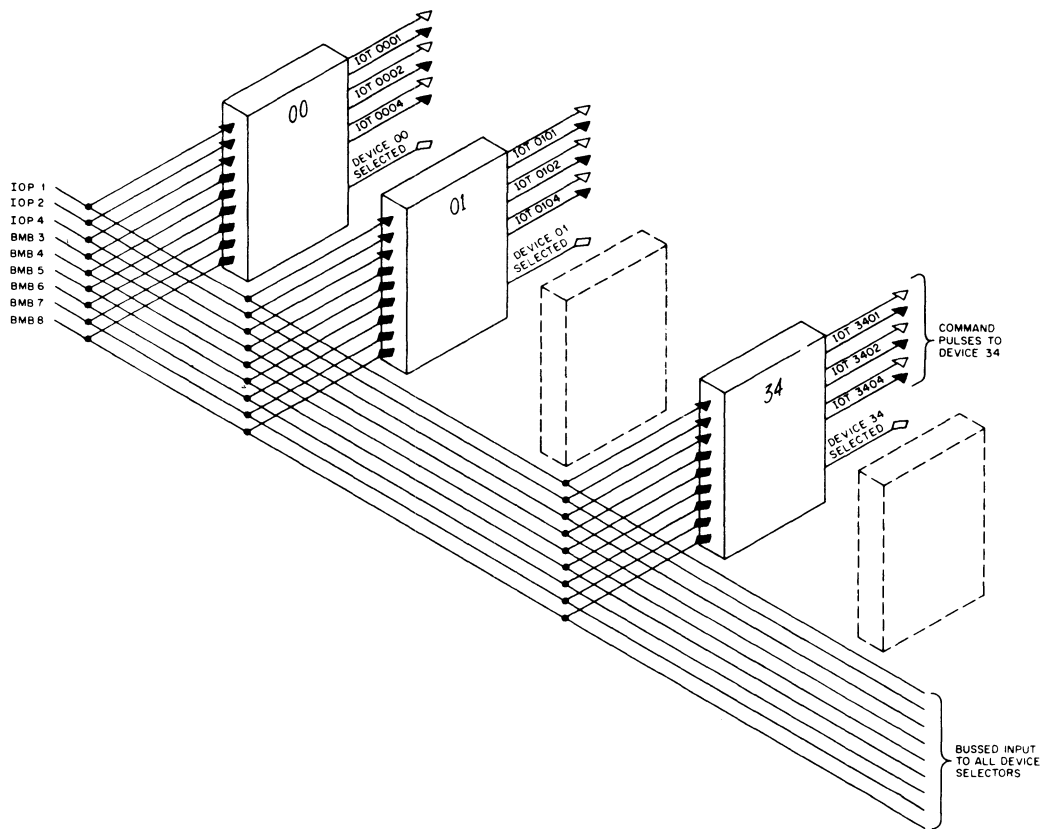 IOP 1
IOP 2
IOP 4
BMB 3
BMB 4
BMB 5
BMB 6
BMB 7
BMB 8
00
IOT 0001
IOT 0002
IOT 0004
DEVICE 00
SELECTED
01
IOT 0101
IOT 0102
IOT 0104
DEVICE 01
SELECTED
34
IOT 3401
IOT 3402
IOT 3404
DEVICE 34
SELECTED
COMMAND
PULSES TO
DEVICE 34
BUSSED INPUT
TO ALL DEVICE
SELECTORS